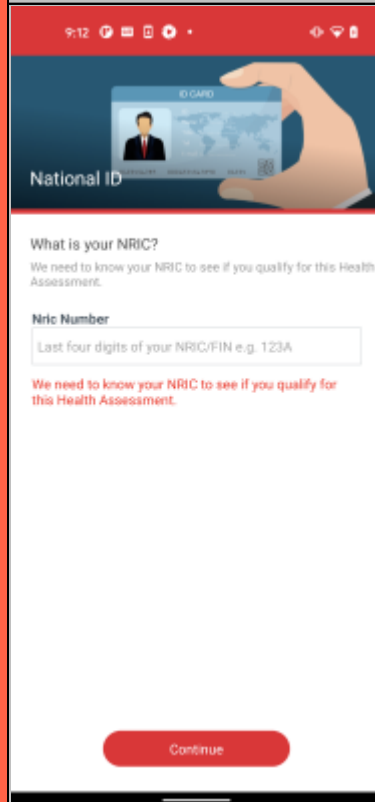 9:12
ID CARD
National ID
What is your NRIC?
We need to know your NRIC to see if you qualify for this Health
Assessment.
Nric Number
Last four digits of your NRIC/FIN e.g. 123A
We need to know your NRIC to see if you qualify for
this Health Assessment.
Continue